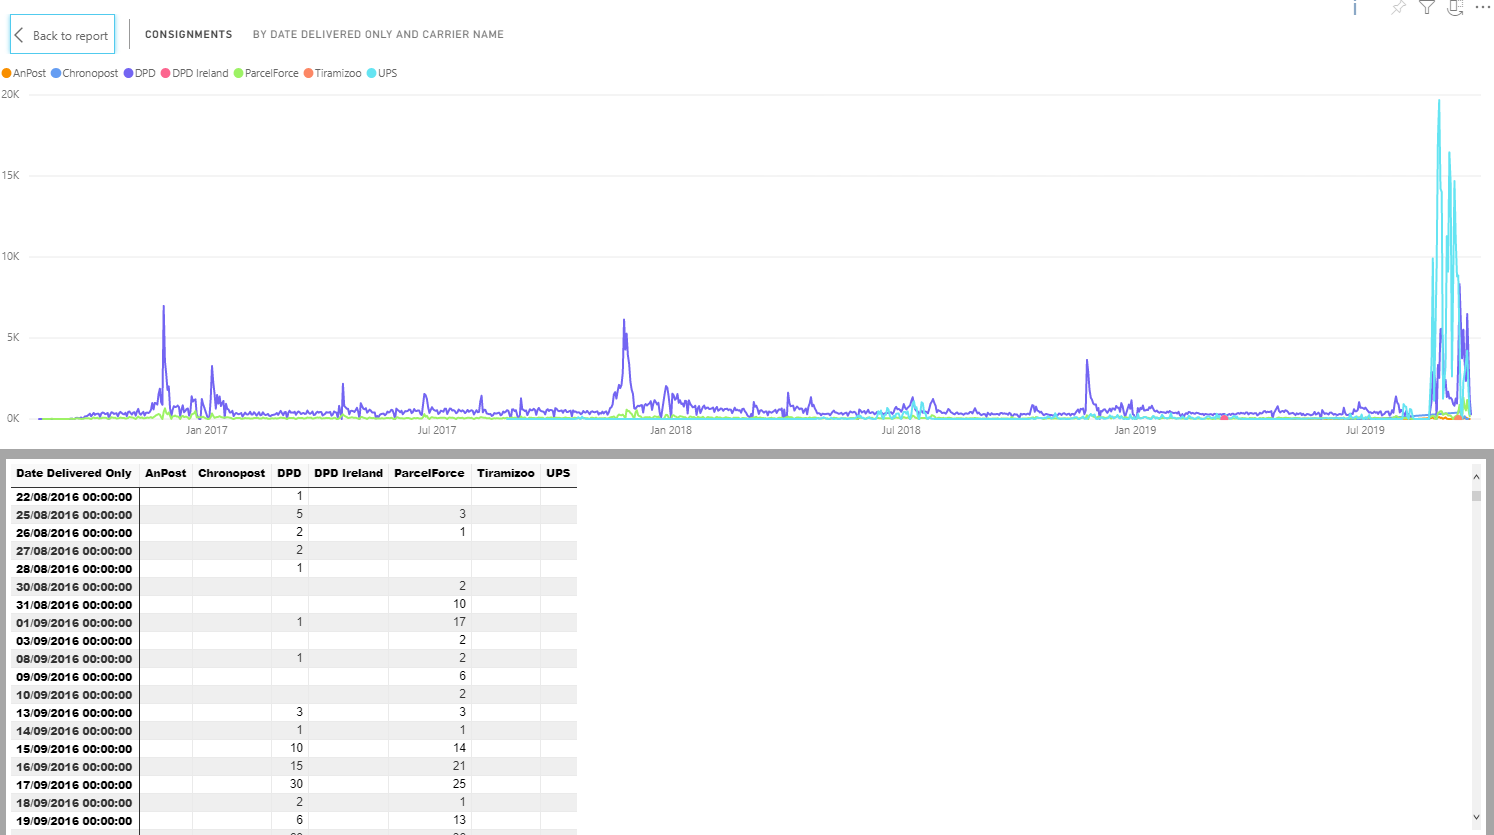 i
Back to report
CONSIGNMENTS BY DATE DELIVERED ONLY AND CARRIER NAME
AnPost Chronopost DPD DPD Ireland ParcelForce Tiramizoo UPS
20K
15K
10K
5K
0K
Jan 2017 Jul 2017 Jan 2018 Jul 2018 Jan 2019 Jul 2019
Date Delivered Only AnPost Chronopost DPD DPD Ireland ParcelForce Tiramizoo UPS
22/08/2016 00:00:00 1
25/08/2016 00:00:00 5 3
26/08/2016 00:00:00 2 1
27/08/2016 00:00:00 2
28/08/2016 00:00:00 1
30/08/2016 00:00:00 2
31/08/2016 00:00:00 10
01/09/2016 00:00:00 1 17
03/09/2016 00:00:00 2
08/09/2016 00:00:00 1 2
09/09/2016 00:00:00 6
10/09/2016 00:00:00 2
13/09/2016 00:00:00 3 3
14/09/2016 00:00:00 1 1
15/09/2016 00:00:00 10 14
16/09/2016 00:00:00 15 21
17/09/2016 00:00:00 30 25
18/09/2016 00:00:00 2 1
19/09/2016 00:00:00 6 13